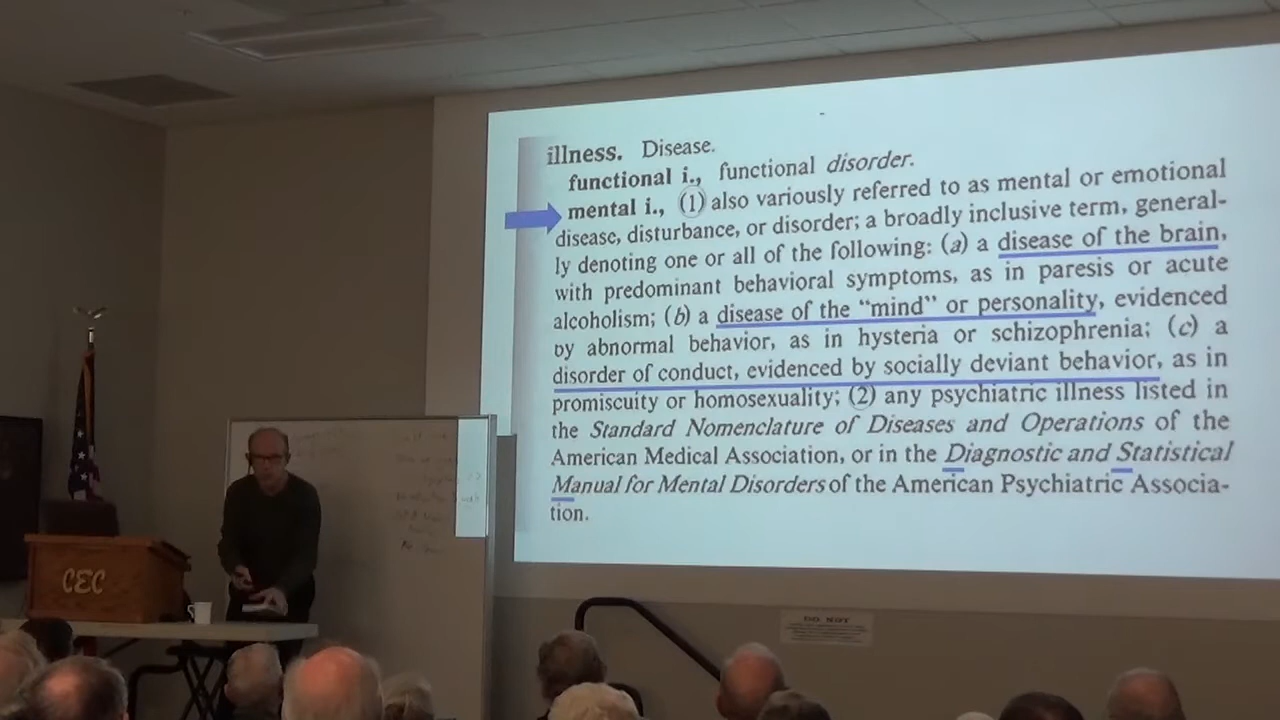 illness. Disease.
functional i., functional disorder.
mental i., (1) also variously referred to as mental or emotional
disease, disturbance, or disorder; a broadly inclusive term, general-
ly denoting one or all of the following: (a) a disease of the brain,
with predominant behavioral symptoms, as in paresis or acute
alcoholism; (b) a disease of the “mind” or personality, evidenced
by abnormal behavior, as in hysteria or schizophrenia; (c) a
disorder of conduct, evidenced by socially deviant behavior, as in
promiscuity or homosexuality; (2) any psychiatric illness listed in
the Standard Nomenclature of Diseases and Operations of the
American Medical Association, or in the Diagnostic and Statistical
Manual for Mental Disorders of the American Psychiatric Associa-
tion.
CEC
DO NOT